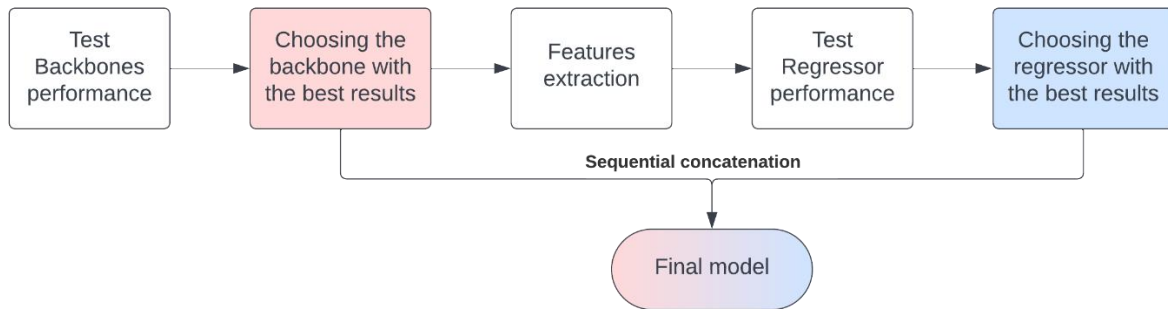 Test
Backbones
performance
Choosing the
backbone with
the best results
Features
extraction
Test
Regressor
performance
Choosing the
regressor with
the best results
Sequential concatenation
Final model